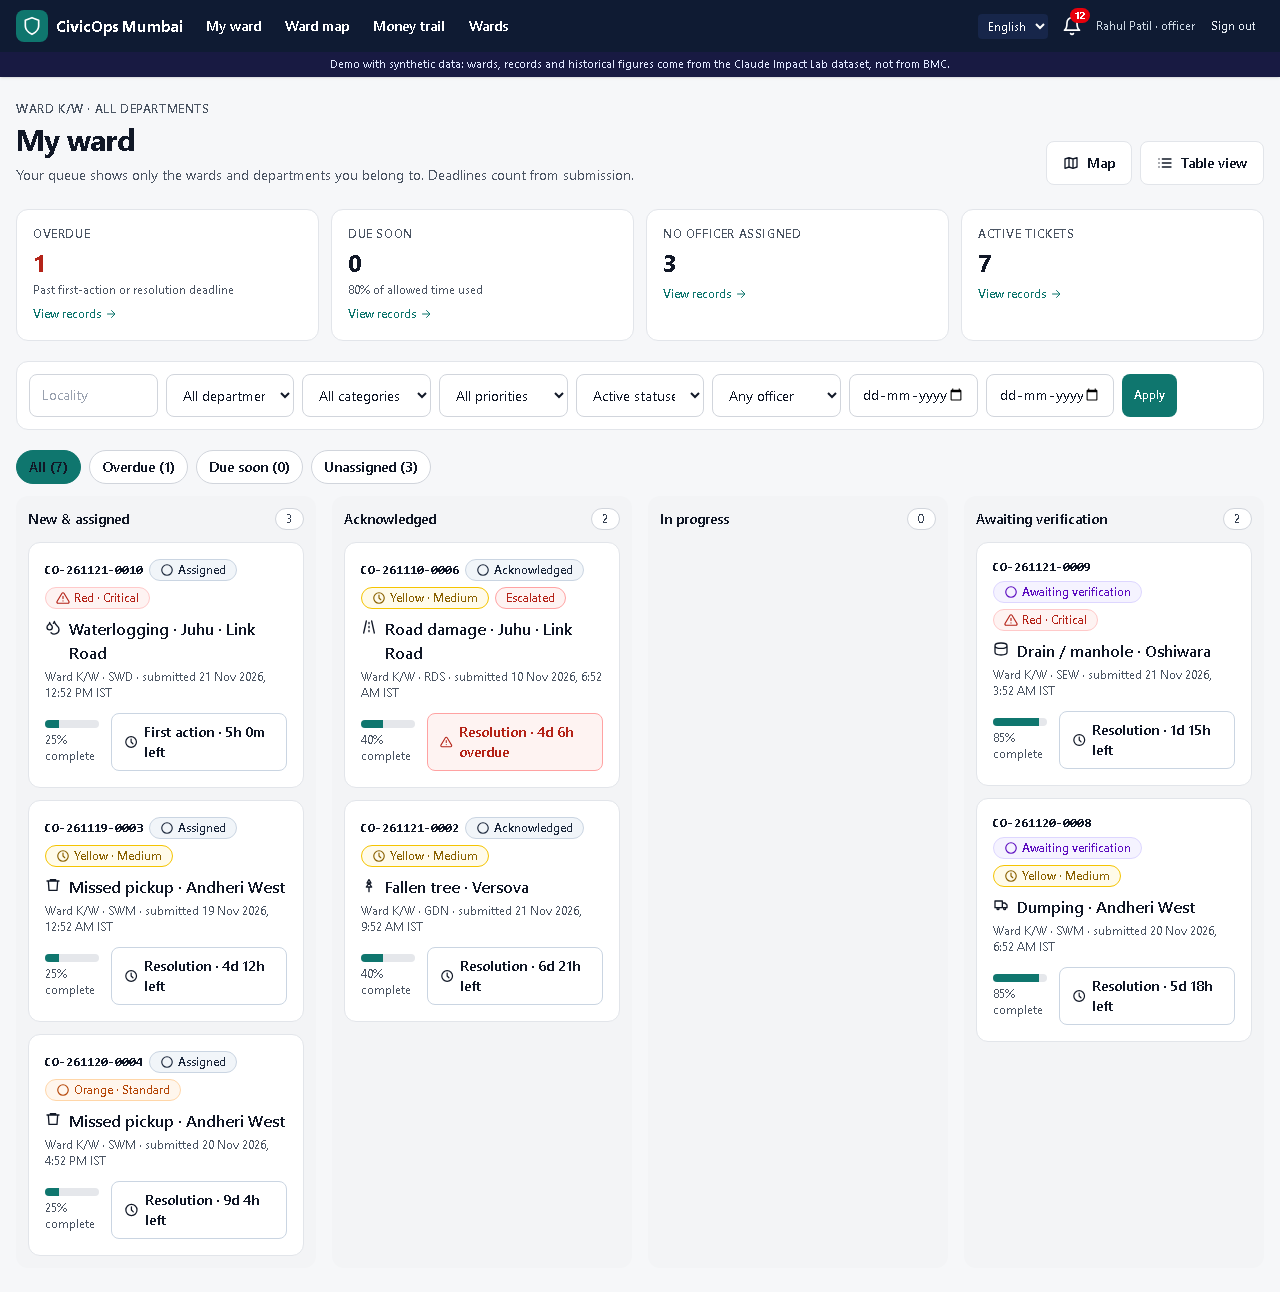 CivicOps Mumbai
My ward
Ward map
Money trail
Wards
English
12
Rahul Patil · officer
Sign out
Demo with synthetic data: wards, records and historical figures come from the Claude Impact Lab dataset, not from BMC.
WARD K/W · ALL DEPARTMENTS
My ward
Your queue shows only the wards and departments you belong to. Deadlines count from submission.
Map
Table view
OVERDUE
1
Past first-action or resolution deadline
View records →
DUE SOON
0
80% of allowed time used
View records →
NO OFFICER ASSIGNED
3
View records →
ACTIVE TICKETS
7
View records →
Locality
All departmer
All categories
All priorities
Active statuse
Any officer
dd-mm-yyyy
dd-mm-yyyy
Apply
All (7)
Overdue (1)
Due soon (0)
Unassigned (3)
New & assigned
3
CO-261121-0010
Assigned
Red · Critical
Waterlogging · Juhu · Link
Road
Ward K/W · SWD · submitted 21 Nov 2026,
12:52 PM IST
25%
complete
First action · 5h 0m
left
CO-261119-0003
Assigned
Yellow · Medium
Missed pickup · Andheri West
Ward K/W · SWM · submitted 19 Nov 2026,
12:52 AM IST
25%
complete
Resolution · 4d 12h
left
CO-261120-0004
Assigned
Orange · Standard
Missed pickup · Andheri West
Ward K/W · SWM · submitted 20 Nov 2026,
4:52 PM IST
25%
complete
Resolution · 9d 4h
left
Acknowledged
2
CO-261110-0006
Acknowledged
Yellow · Medium
Escalated
Road damage · Juhu · Link
Road
Ward K/W · RDS · submitted 10 Nov 2026, 6:52
AM IST
40%
complete
Resolution · 4d 6h
overdue
CO-261121-0002
Acknowledged
Yellow · Medium
Fallen tree · Versova
Ward K/W · GDN · submitted 21 Nov 2026,
9:52 AM IST
40%
complete
Resolution · 6d 21h
left
In progress
0
Awaiting verification
2
CO-261121-0009
Awaiting verification
Red · Critical
Drain / manhole · Oshiwara
Ward K/W · SEW · submitted 21 Nov 2026,
3:52 AM IST
85%
complete
Resolution · 1d 15h
left
CO-261120-0008
Awaiting verification
Yellow · Medium
Dumping · Andheri West
Ward K/W · SWM · submitted 20 Nov 2026,
6:52 AM IST
85%
complete
Resolution · 5d 18h
left